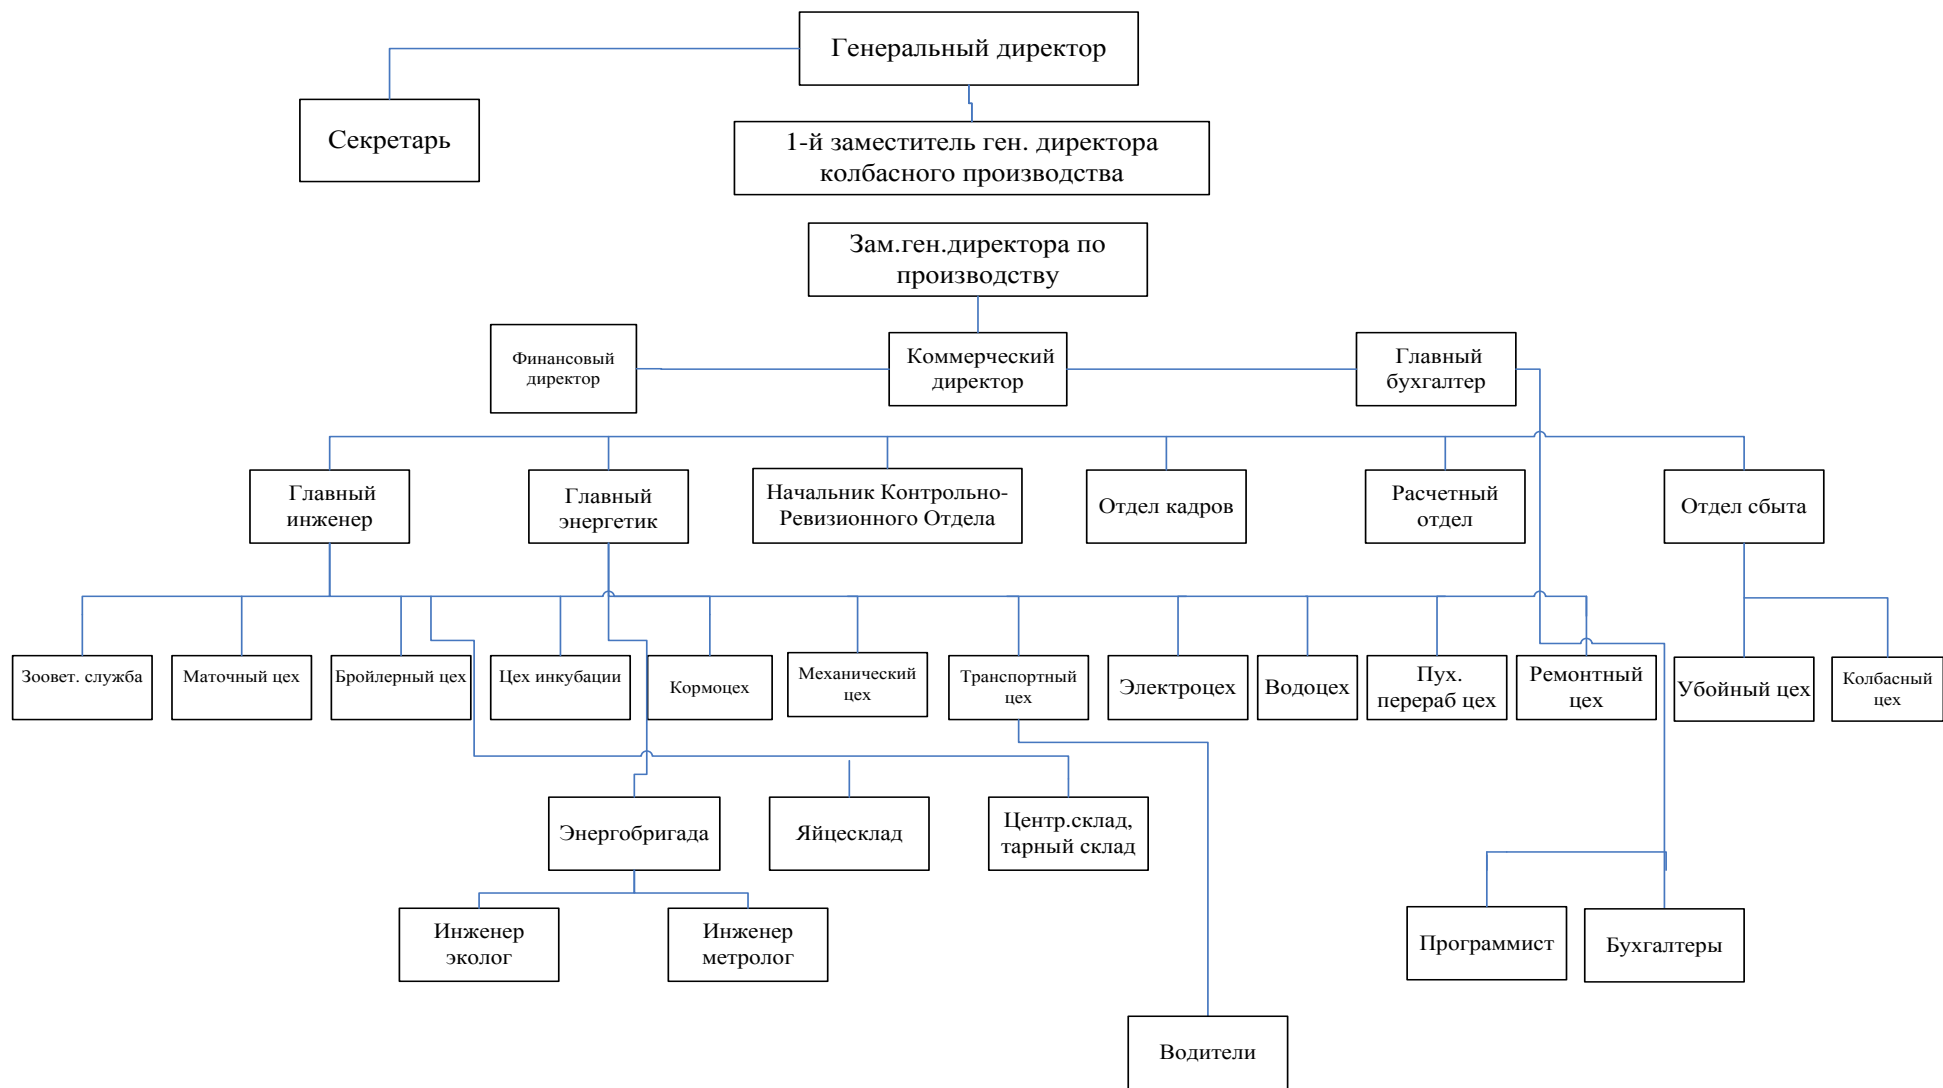 Генеральный директор
Секретарь
1-й заместитель ген. директора
колбасного производства
Зам.ген.директора по
производству
Финансовый
директор
Коммерческий
директор
Главный
бухгалтер
Главный
инженер
Главный
энергетик
Начальник Контрольно-
Ревизионного Отдела
Отдел кадров
Расчетный
отдел
Отдел сбыта
Зоовет. служба
Маточный цех
Бройлерный цех
Цех инкубации
Кормоцех
Механический
цех
Транспортный
цех
Электроцех
Водоцех
Пух.
перераб цех
Ремонтный
цех
Убойный цех
Колбасный
цех
Энергобригада
Яйцесклад
Центр.склад,
тарный склад
Инженер
эколог
Инженер
метролог
Программист
Бухгалтеры
Водители